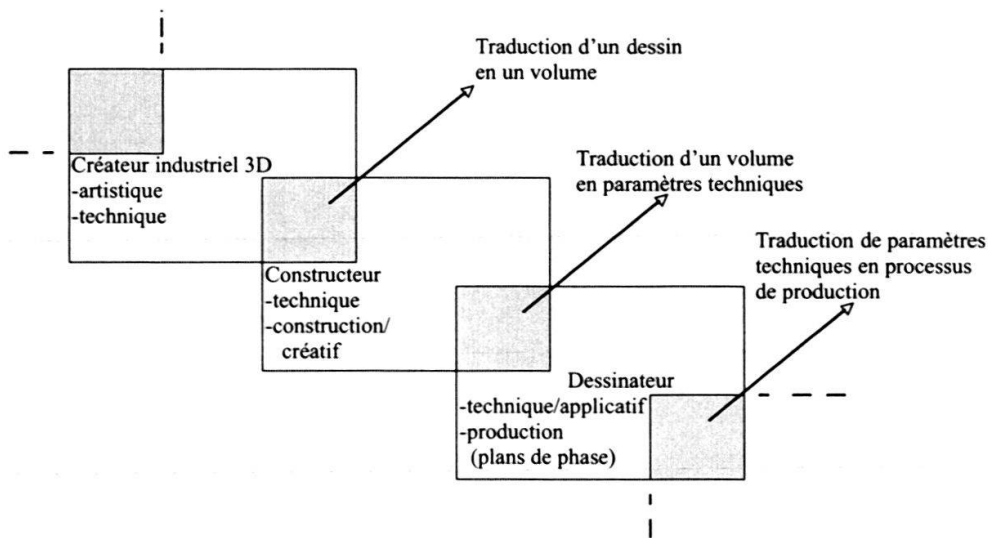 Traduction d'un dessin
en un volume
Créateur industriel 3D
-artistique
-technique
Traduction d'un volume
en paramètres techniques
Constructeur
-technique
-construction/
créatif
Traduction de paramètres
techniques en processus
de production
Dessinateur
-technique/applicatif
-production
(plans de phase)